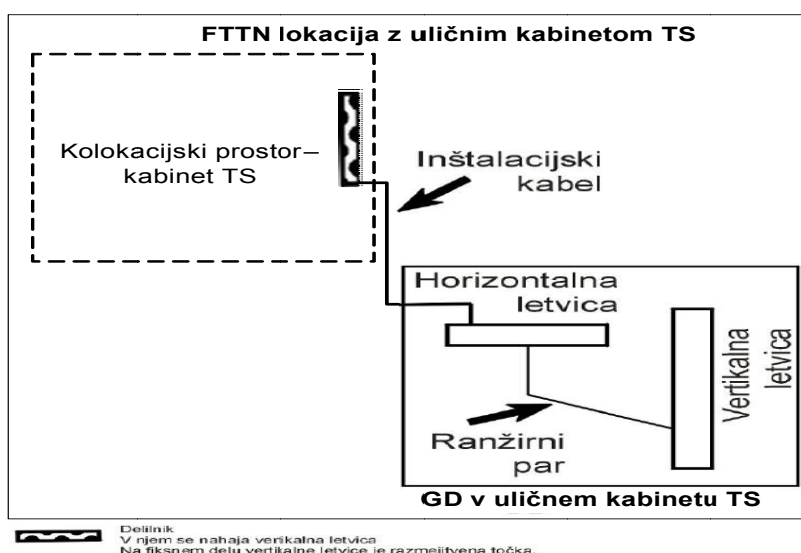 FTTN lokacija z uličnim kabinetom TS
Kolokacijski prostor–
kabinet TS
Inštalacijski
kabel
Horizontalna
letvica
Vertikalna
letvica
Ranžirni
par
GD v uličnem kabinetu TS
Delilnik
V njem se nahaja vertikalna letvica
Na fiksnem delu vertikalne letvice je razmejitvena točka.